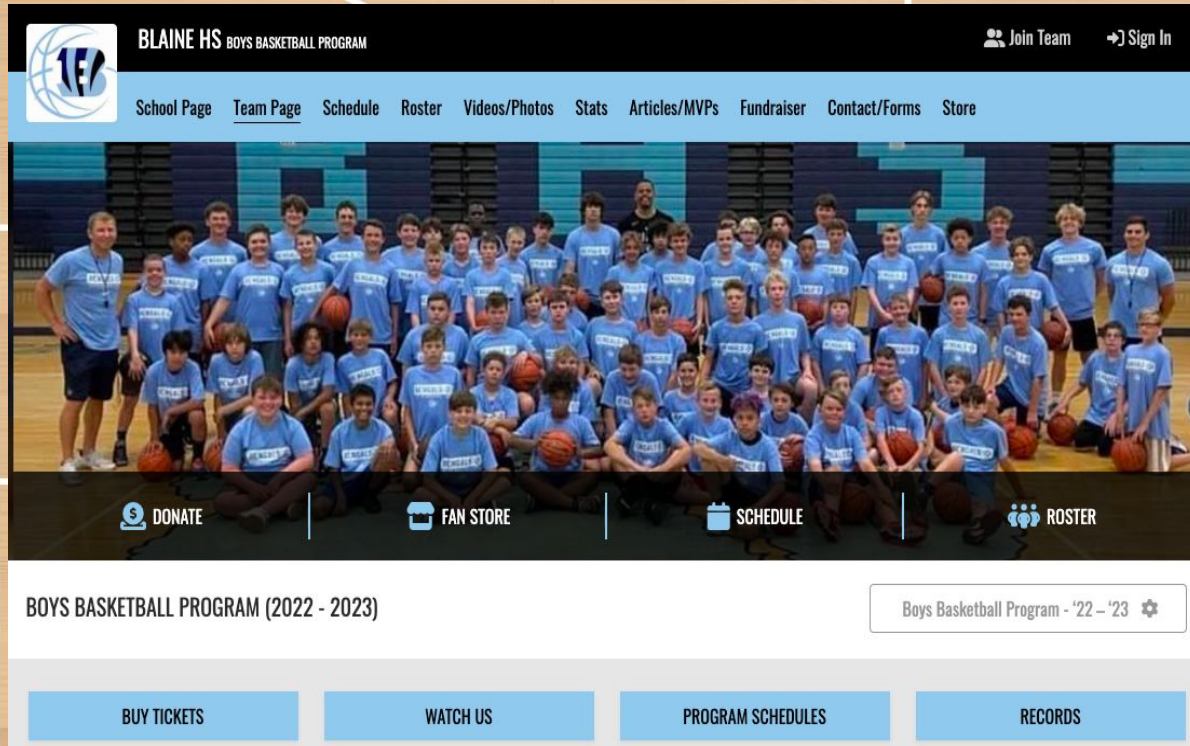 BLAINE HS BOYS BASKETBALL PROGRAM
Join Team Sign In
School Page Team Page Schedule Roster Videos/Photos Stats Articles/MVPs Fundraiser Contact/Forms Store
B H S
BENGALS
DONATE FAN STORE SCHEDULE ROSTER
BOYS BASKETBALL PROGRAM (2022 - 2023)
Boys Basketball Program - ‘22 – ‘23
BUY TICKETS WATCH US PROGRAM SCHEDULES RECORDS